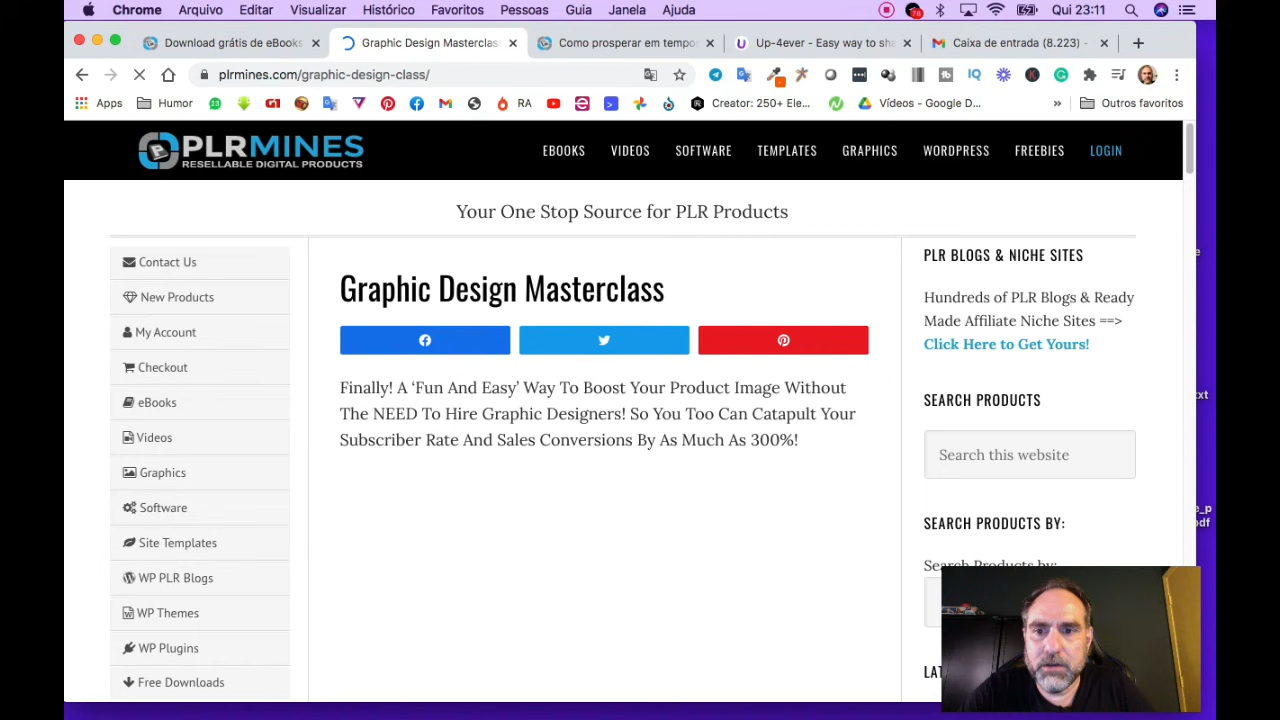 Chrome Arquivo Editar Visualizar Histórico Favoritos Pessoas Guia Janela Ajuda
78
Qui 23:11
Download grátis de eBooks
Graphic Design Masterclass
Como prosperar em tempo
Up-4ever - Easy way to sha
Caixa de entrada (8.223) -
plrmines.com/graphic-design-class/
Apps
Humor
23
G1
RA
Creator: 250+ Ele...
Vídeos - Google D...
Outros favoritos
PLRMINES
RESELLABLE DIGITAL PRODUCTS
EBOOKS VIDEOS SOFTWARE TEMPLATES GRAPHICS WORDPRESS FREEBIES LOGIN
Your One Stop Source for PLR Products
Contact Us
New Products
My Account
Checkout
eBooks
Videos
Graphics
Software
Site Templates
WP PLR Blogs
WP Themes
WP Plugins
Free Downloads
Graphic Design Masterclass
Finally! A ‘Fun And Easy’ Way To Boost Your Product Image Without
The NEED To Hire Graphic Designers! So You Too Can Catapult Your
Subscriber Rate And Sales Conversions By As Much As 300%!
PLR BLOGS & NICHE SITES
Hundreds of PLR Blogs & Ready
Made Affiliate Niche Sites ==>
Click Here to Get Yours!
SEARCH PRODUCTS
Search this website
SEARCH PRODUCTS BY:
Search Products by:
txt